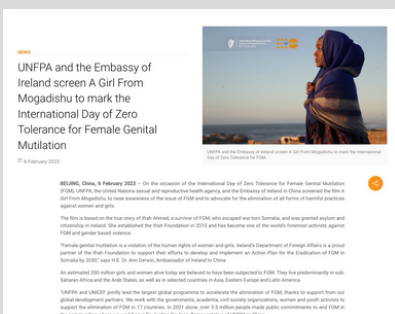 NEWS
UNFPA and the Embassy of
Ireland screen A Girl From
Mogadishu to mark the
International Day of Zero
Tolerance for Female Genital
Mutilation
6 February 2023
UNFPA and the Embassy of Ireland screen A Girl From Mogadishu to mark the International
Day of Zero Tolerance for FGM.
BEIJING, China, 6 February 2023 – On the occasion of the International Day of Zero Tolerance for Female Genital Mutilation
(FGM), UNFPA, the United Nations sexual and reproductive health agency, and the Embassy of Ireland in China screened the film A
Girl From Mogadishu, to raise awareness of the issue of FGM and to advocate for the elimination of all forms of harmful practices
against women and girls.
The film is based on the true story of Ifrah Ahmed, a survivor of FGM, who escaped war-torn Somalia, and was granted asylum and
citizenship in Ireland. She established the Ifrah Foundation in 2010 and has become one of the world's foremost activists against
FGM and gender-based violence.
"Female genital mutilation is a violation of the human rights of women and girls. Ireland's Department of Foreign Affairs is a proud
partner of the Ifrah Foundation to support their efforts to develop and implement an Action Plan for the Eradication of FGM in
Somalia by 2030," says H.E. Dr. Ann Derwin, Ambassador of Ireland to China.
An estimated 200 million girls and women alive today are believed to have been subjected to FGM. They live predominantly in sub-
Saharan Africa and the Arab States, as well as in selected countries in Asia, Eastern Europe and Latin America.
"UNFPA and UNICEF jointly lead the largest global programme to accelerate the elimination of FGM, thanks to support from our
global development partners. We work with the governments, academia, civil society organizations, women and youth activists to
support the elimination of FGM in 17 countries. In 2021 alone, over 2.5 million people made public commitments to end FGM in